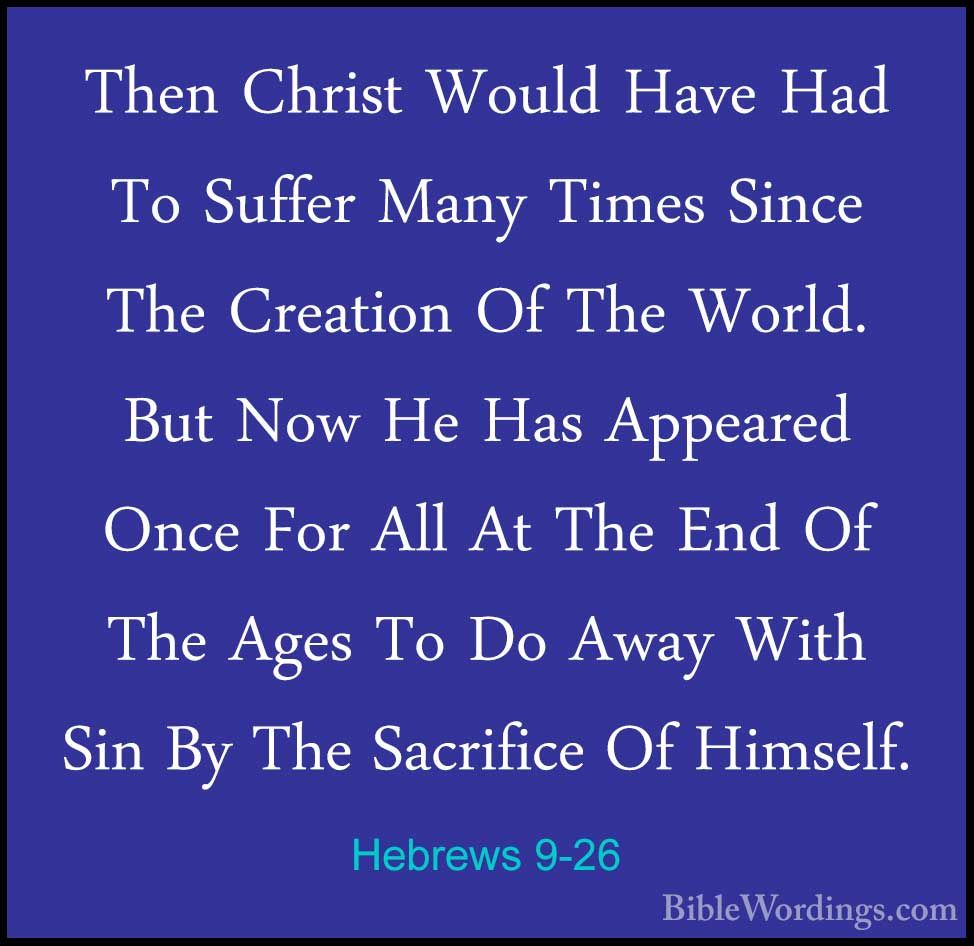 Then Christ Would Have Had
To Suffer Many Times Since
The Creation Of The World.
But Now He Has Appeared
Once For All At The End Of
The Ages To Do Away With
Sin By The Sacrifice Of Himself.
Hebrews 9-26
BibleWordings.com